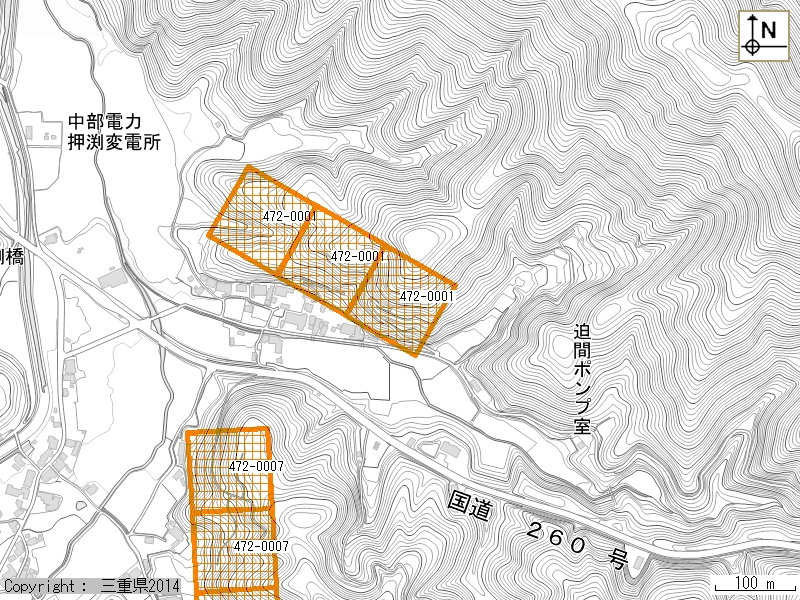 N
中部電力
押渕変電所
472-0001
472-0001
472-0001
橋
迫間ポンプ室
472-0007
国道 260 号
472-0007
Copyright : 三重県2014
100 m